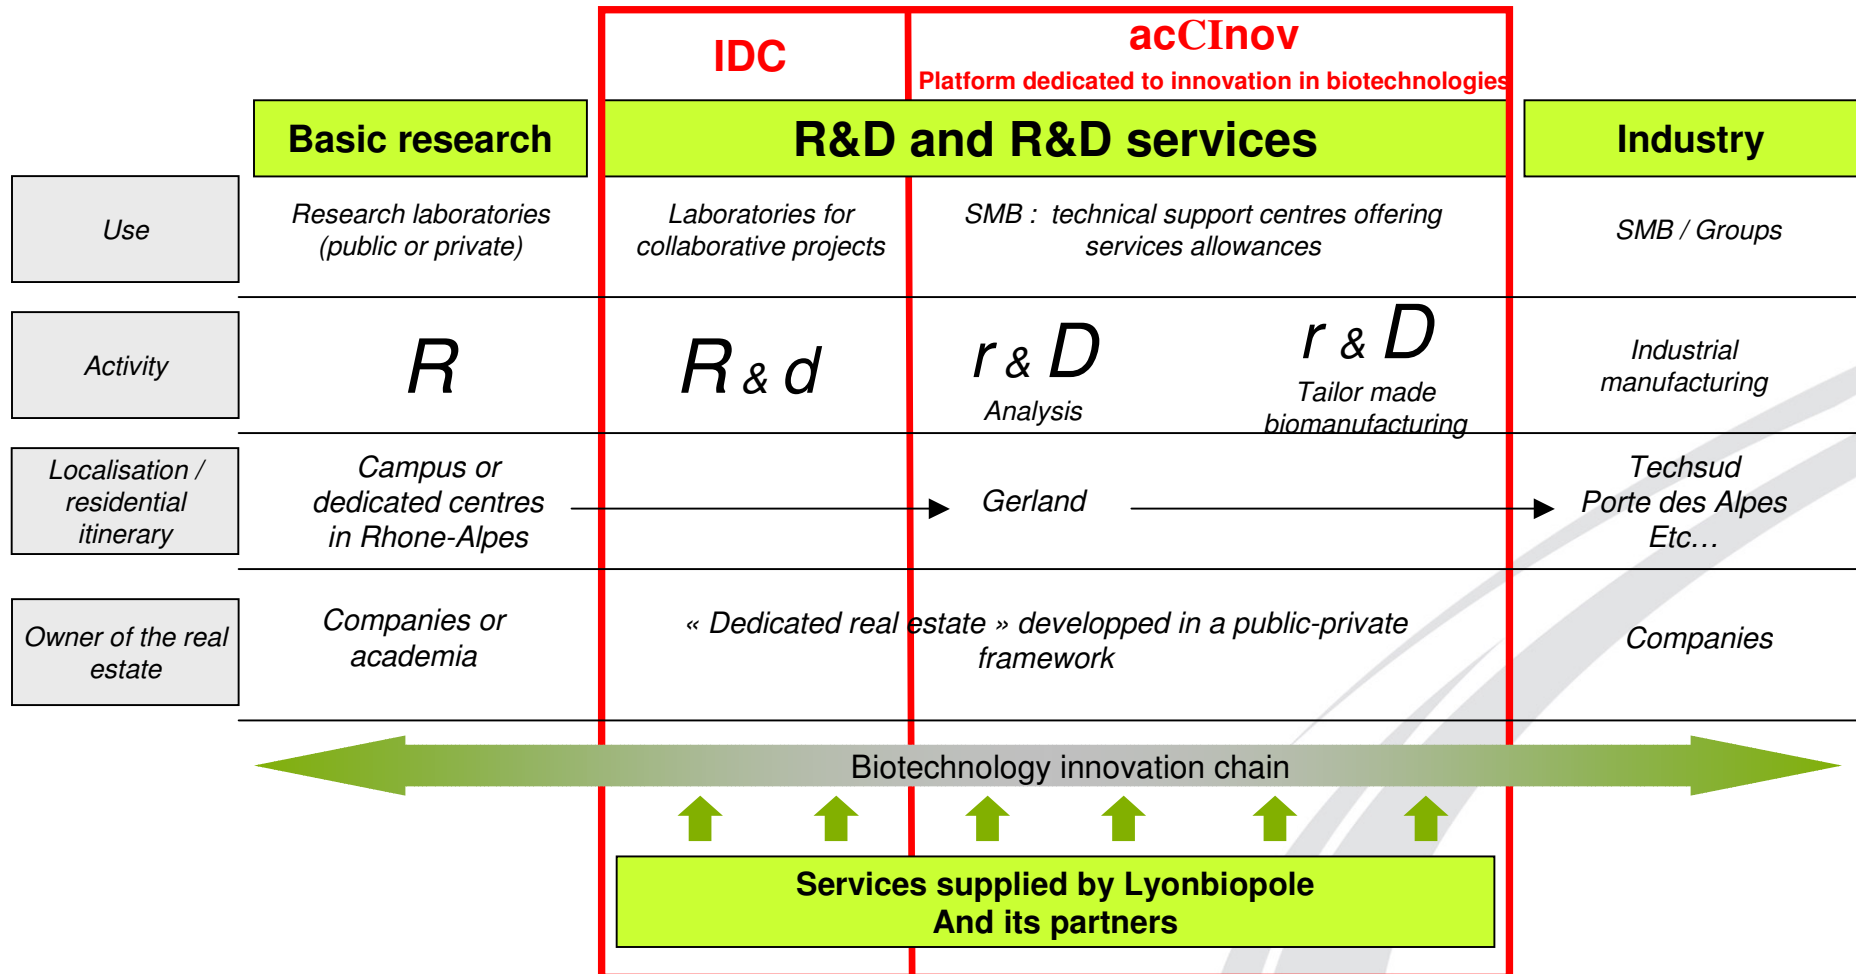 IDC
acCInov
Platform dedicated to innovation in biotechnologies
Basic research
R&D and R&D services
Industry
Use
Research laboratories
(public or private)
Laboratories for
collaborative projects
SMB : technical support centres offering
services allowances
SMB / Groups
Activity
R
R & d
r & D
Analysis
r & D
Tailor made
biomanufacturing
Industrial
manufacturing
Localisation /
residential
itinerary
Campus or
dedicated centres
in Rhone-Alpes
Gerland
Techsud
Porte des Alpes
Etc…
Owner of the real
estate
Companies or
academia
« Dedicated real estate » developped in a public-private
framework
Companies
Biotechnology innovation chain
Services supplied by Lyonbiopole
And its partners